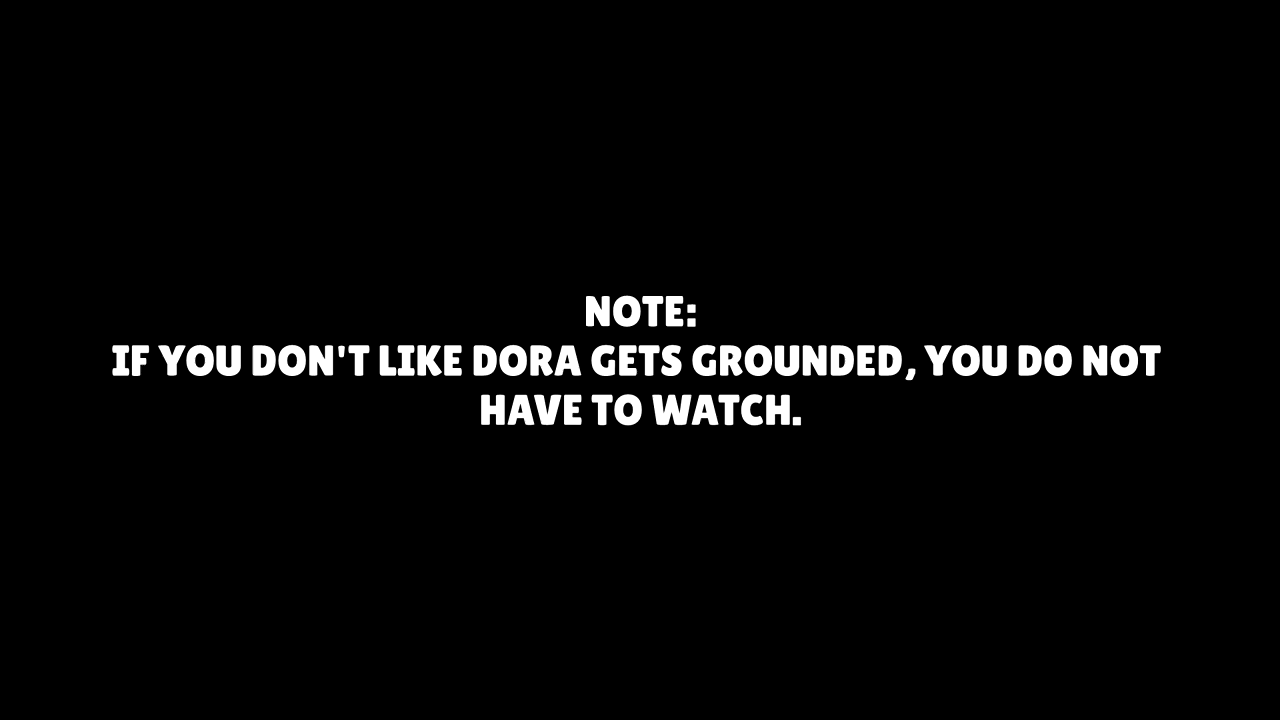 NOTE:
IF YOU DON'T LIKE DORA GETS GROUNDED, YOU DO NOT
HAVE TO WATCH.